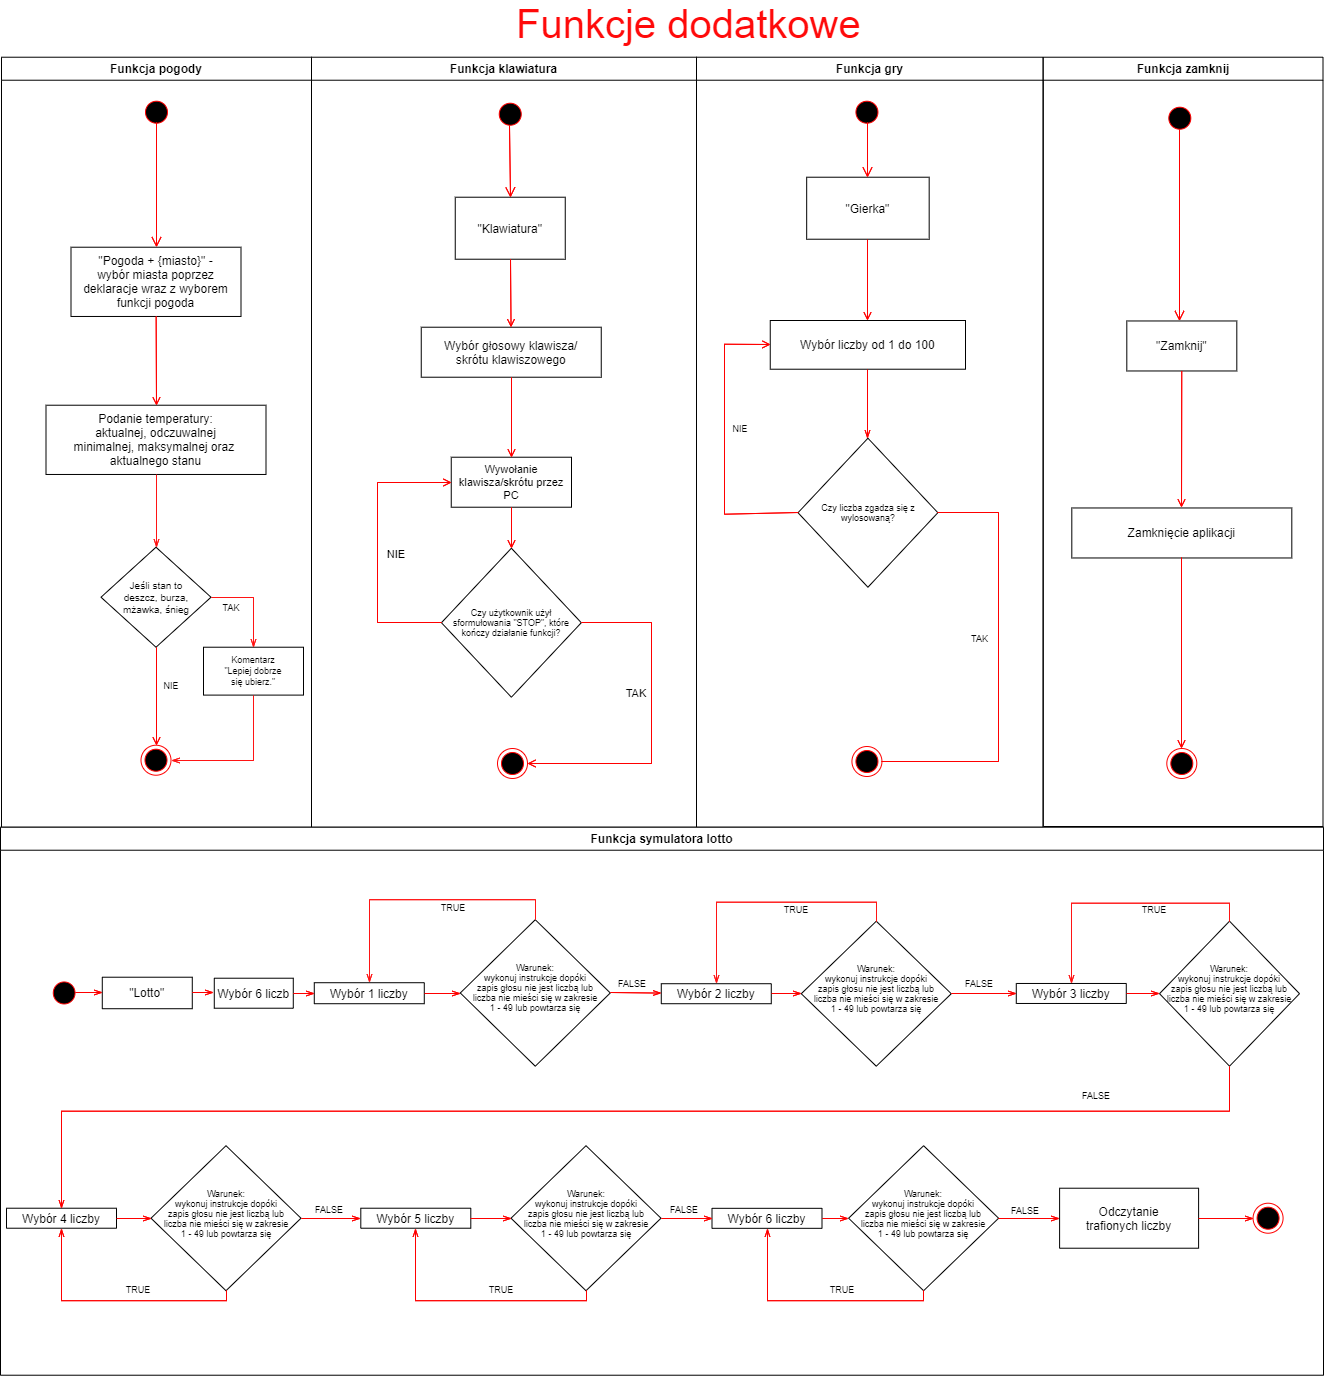 Funkcje dodatkowe
Funkcja pogody
"Pogoda + {miasto}" -
wybór miasta poprzez
deklaracje wraz z wyborem
funkcji pogoda
Podanie temperatury:
aktualnej, odczuwalnej
minimalnej, maksymalnej oraz
aktualnego stanu
Jeśli stan to
deszcz, burza,
mżawka, śnieg
TAK
Komentarz
"Lepiej dobrze
się ubierz."
NIE
Funkcja klawiatura
"Klawiatura"
Wybór głosowy klawisza/
skrótu klawiszowego
Wywołanie
klawisza/skrótu przez
PC
NIE
Czy użytkownik użył
sformułowania "STOP", które
kończy działanie funkcji?
TAK
Funkcja gry
"Gierka"
Wybór liczby od 1 do 100
NIE
Czy liczba zgadza się z
wylosowaną?
TAK
Funkcja zamknij
"Zamknij"
Zamknięcie aplikacji
Funkcja symulatora lotto
"Lotto"
Wybór 6 liczb
Wybór 1 liczby
TRUE
Warunek:
wykonuj instrukcje dopóki
zapis głosu nie jest liczbą lub
liczba nie mieści się w zakresie
1 - 49 lub powtarza się
FALSE
Wybór 2 liczby
TRUE
Warunek:
wykonuj instrukcje dopóki
zapis głosu nie jest liczbą lub
liczba nie mieści się w zakresie
1 - 49 lub powtarza się
FALSE
Wybór 3 liczby
TRUE
Warunek:
wykonuj instrukcje dopóki
zapis głosu nie jest liczbą lub
liczba nie mieści się w zakresie
1 - 49 lub powtarza się
FALSE
Wybór 4 liczby
Warunek:
wykonuj instrukcje dopóki
zapis głosu nie jest liczbą lub
liczba nie mieści się w zakresie
1 - 49 lub powtarza się
TRUE
FALSE
Wybór 5 liczby
Warunek:
wykonuj instrukcje dopóki
zapis głosu nie jest liczbą lub
liczba nie mieści się w zakresie
1 - 49 lub powtarza się
TRUE
FALSE
Wybór 6 liczby
Warunek:
wykonuj instrukcje dopóki
zapis głosu nie jest liczbą lub
liczba nie mieści się w zakresie
1 - 49 lub powtarza się
TRUE
FALSE
Odczytanie
trafionych liczby